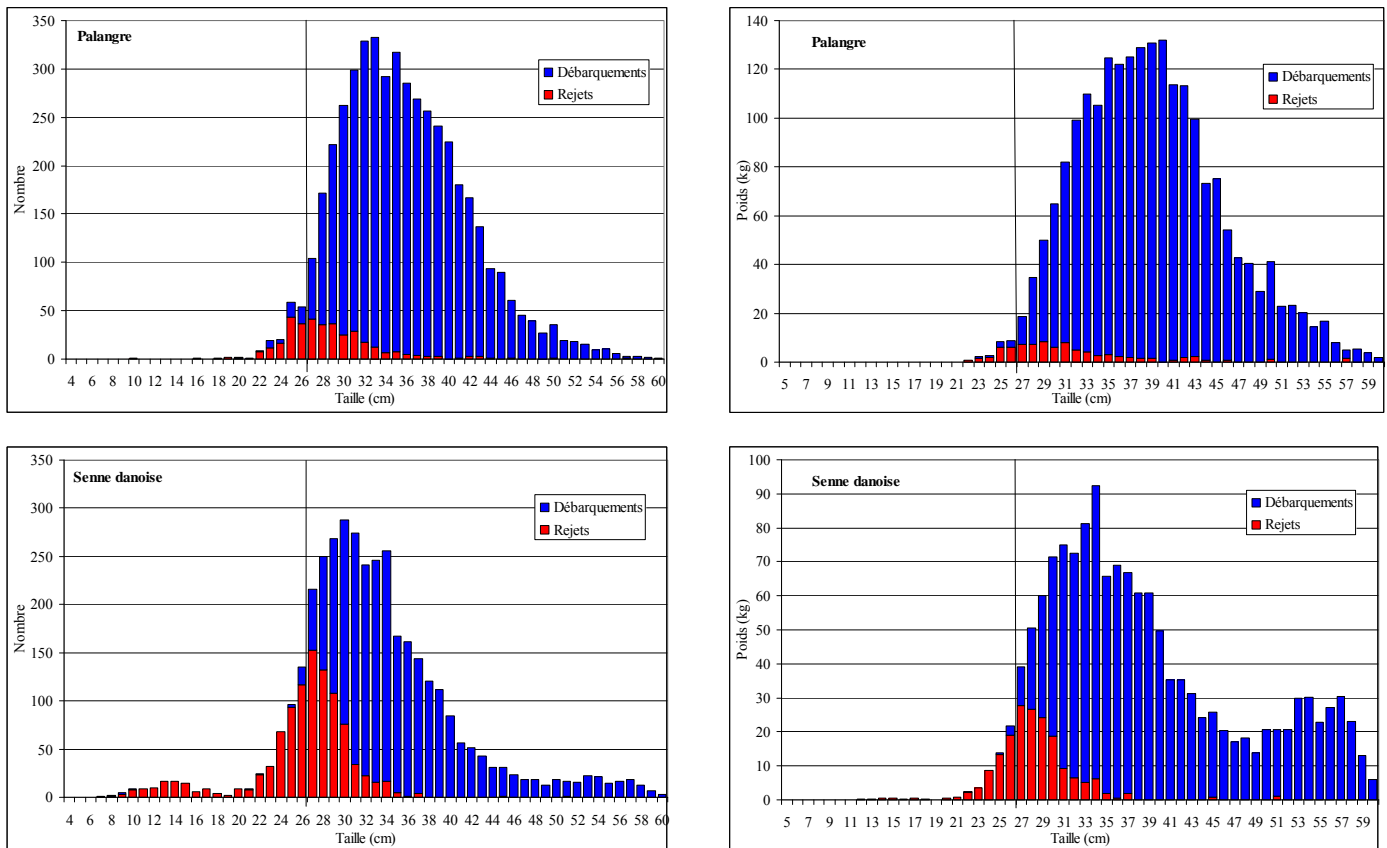 Palangre
Débarquements
Rejets
Nombre
350
300
250
200
150
100
50
0
4 6 8 10 12 14 16 18 20 22 24 26 28 30 32 34 36 38 40 42 44 46 48 50 52 54 56 58 60
Taille (cm)
Palangre
Débarquements
Rejets
Poids (kg)
140
120
100
80
60
40
20
0
5 7 9 11 13 15 17 19 21 23 25 27 29 31 33 35 37 39 41 43 45 47 49 51 53 55 57 59
Taille (cm)
Senne danoise
Débarquements
Rejets
Nombre
350
300
250
200
150
100
50
0
4 6 8 10 12 14 16 18 20 22 24 26 28 30 32 34 36 38 40 42 44 46 48 50 52 54 56 58 60
Taille (cm)
Senne danoise
Débarquements
Rejets
Poids (kg)
100
90
80
70
60
50
40
30
20
10
0
5 7 9 11 13 15 17 19 21 23 25 27 29 31 33 35 37 39 41 43 45 47 49 51 53 55 57 59
Taille (cm)